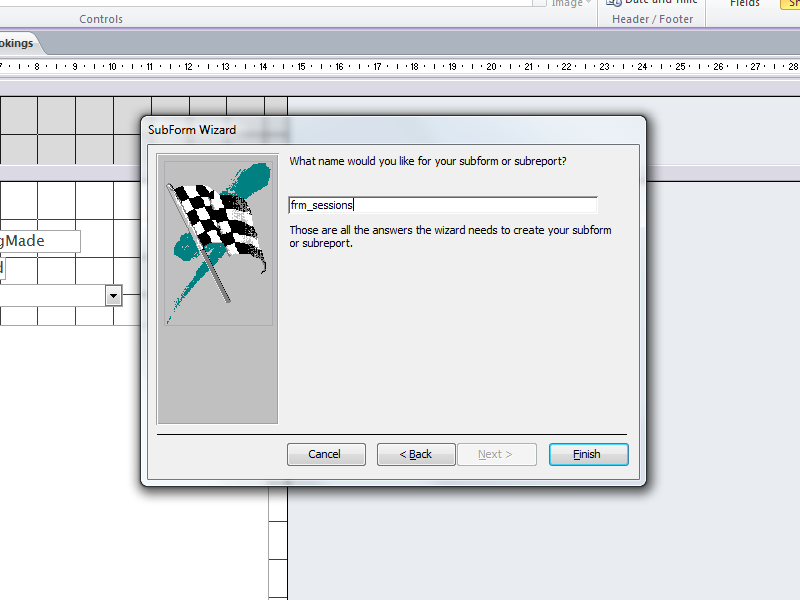 Image
Date and Time
Fields
Sh
Controls
Header / Footer
okings
7 8 9 10 11 12 13 14 15 16 17 18 19 20 21 22 23 24 25 26 27 28
SubForm Wizard
What name would you like for your subform or subreport?
frm_sessions
Those are all the answers the wizard needs to create your subform
or subreport.
gMade
d
Cancel
< Back
Next >
Finish